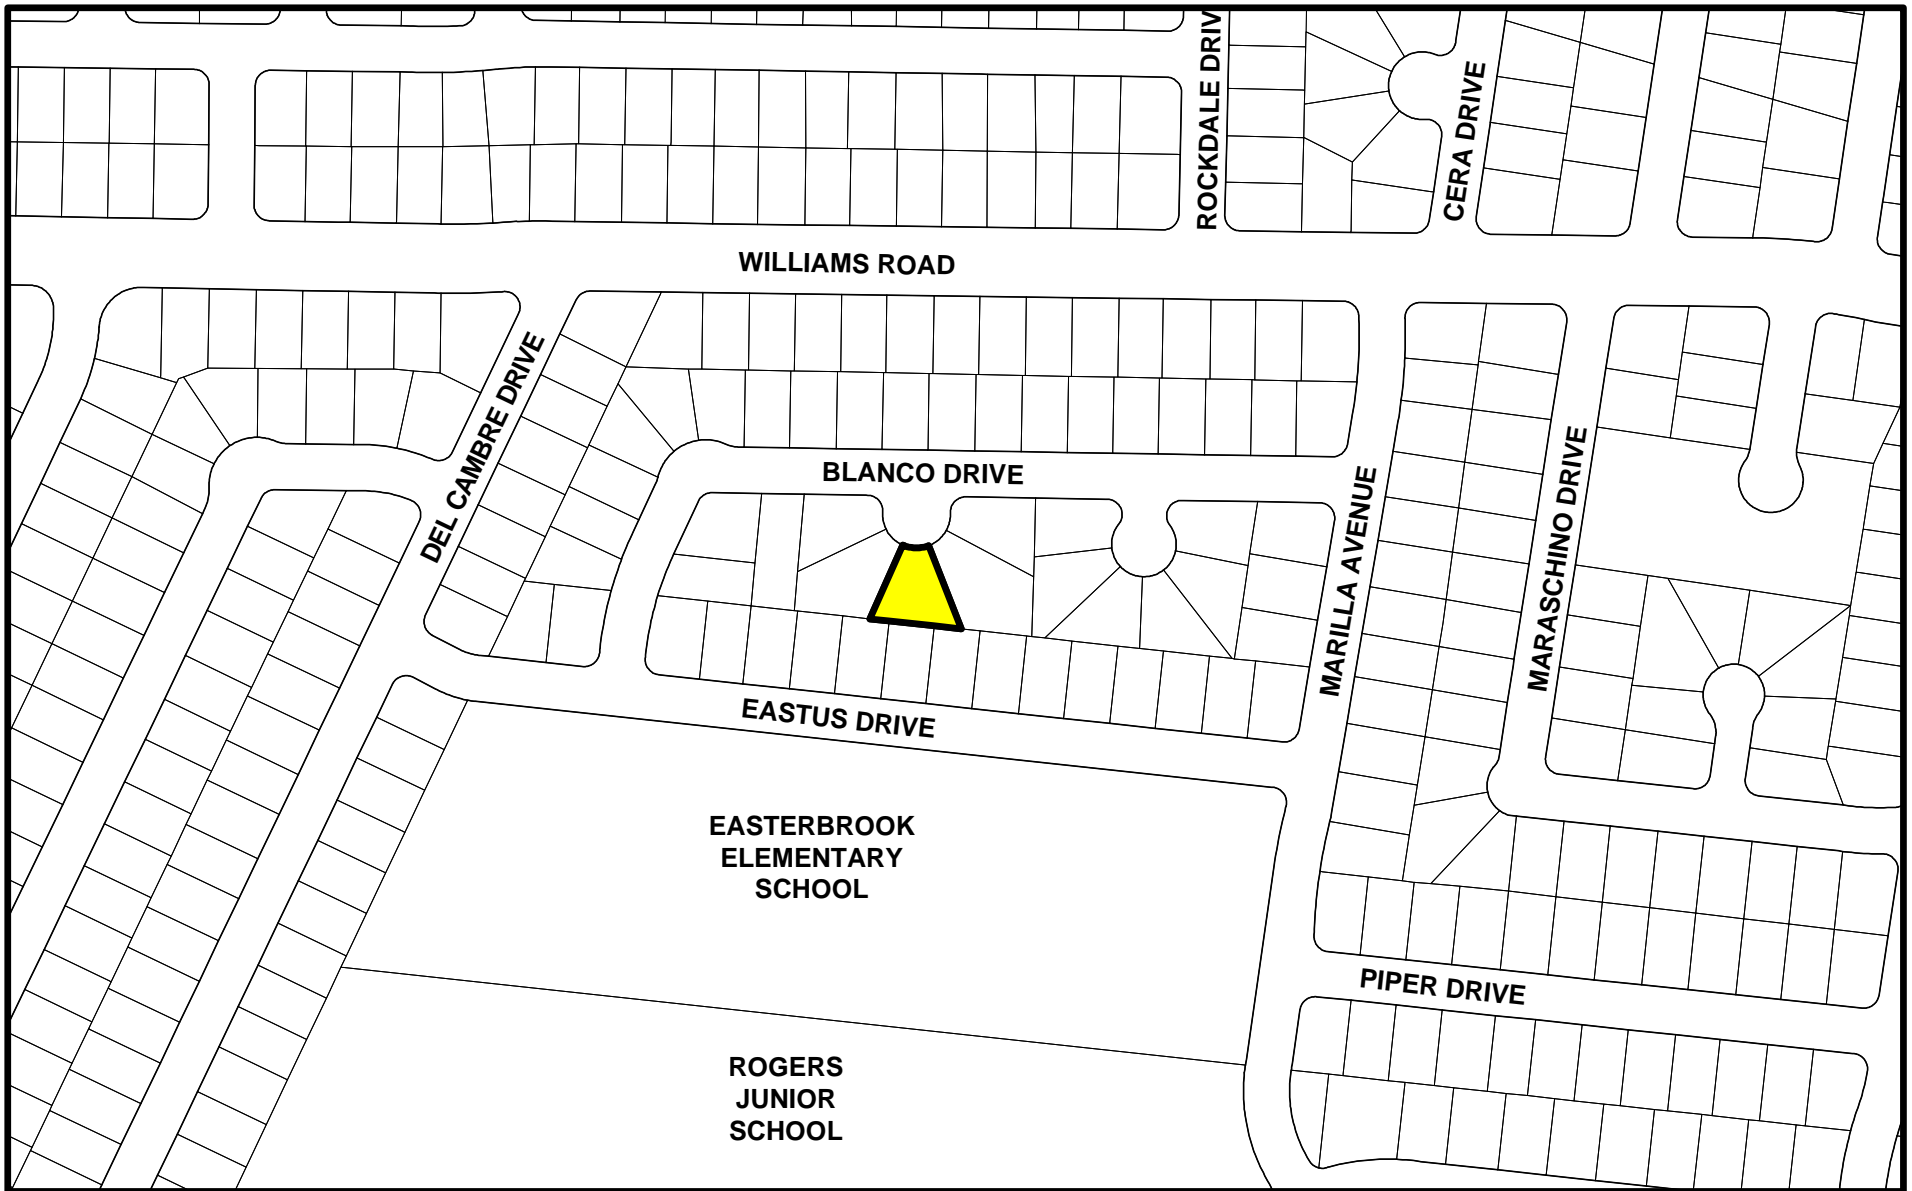 ROCKDALE DRIV
CERA DRIVE
WILLIAMS ROAD
DEL CAMBRE DRIVE
BLANCO DRIVE
MARILLA AVENUE
MARASCHINO DRIVE
EASTUS DRIVE
EASTERBROOK
ELEMENTARY
SCHOOL
PIPER DRIVE
ROGERS
JUNIOR
SCHOOL